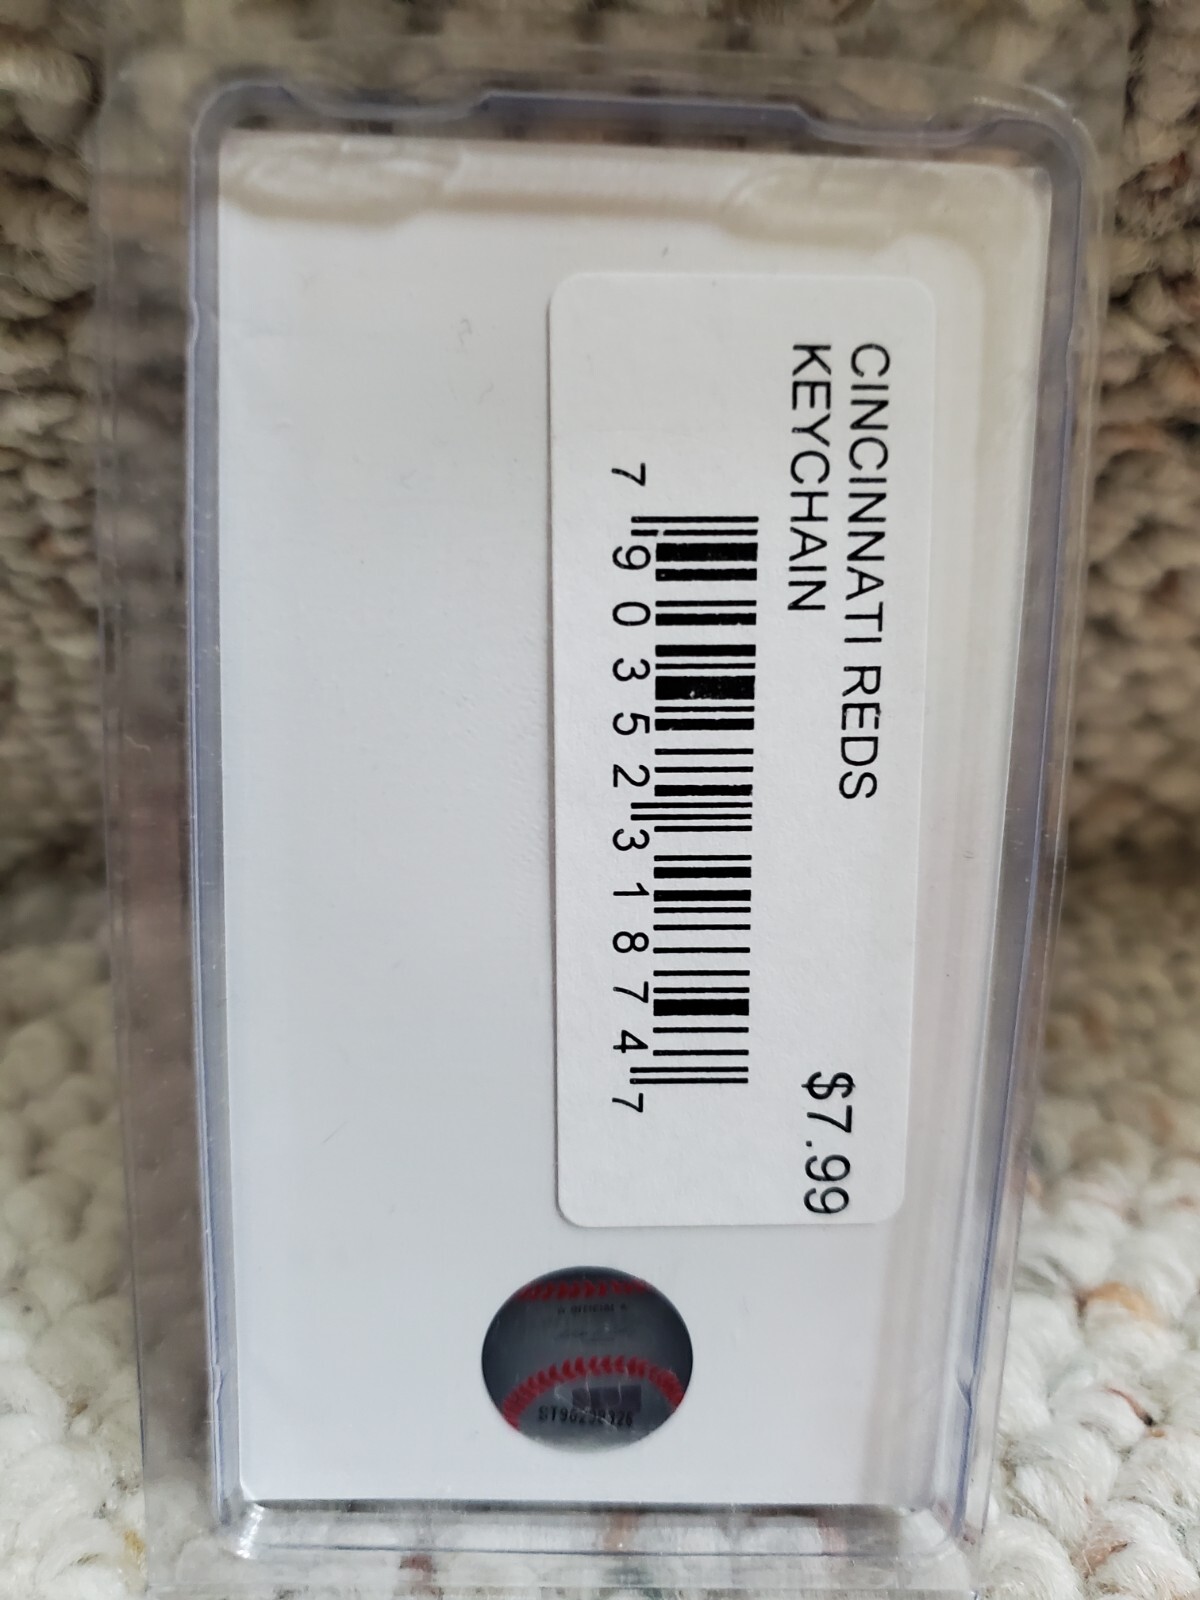 CINCINNATI REDS
KEYCHAIN
$7.99
7 90352 31874 7